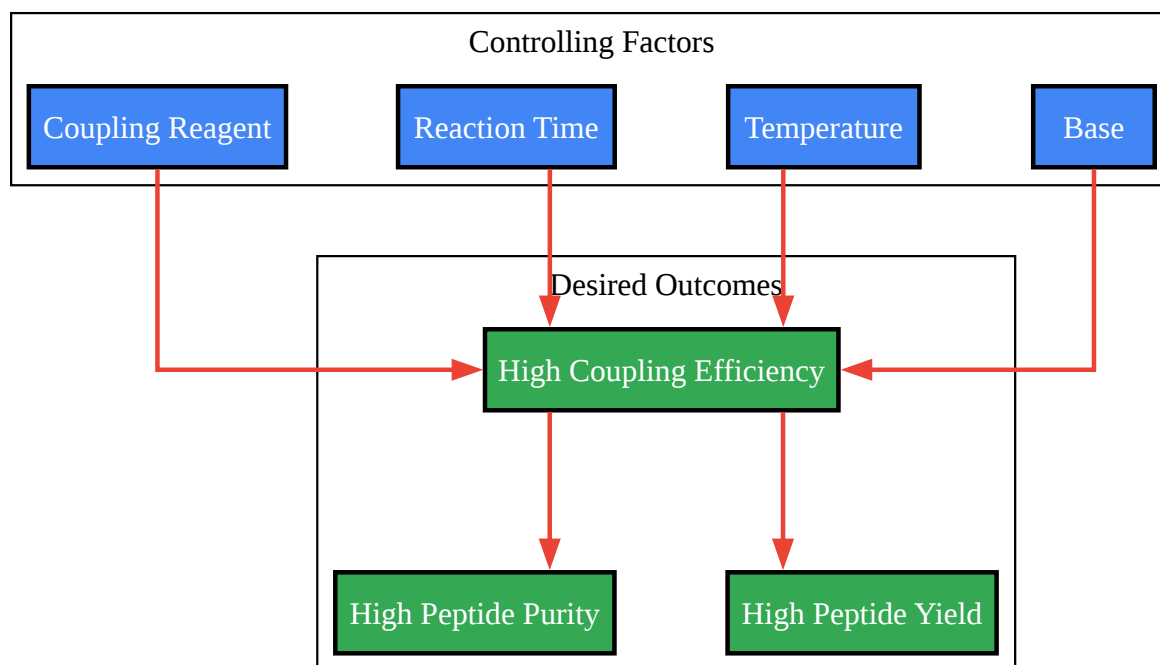 Controlling Factors
Coupling Reagent
Reaction Time
Temperature
Base
Desired Outcomes
High Coupling Efficiency
High Peptide Purity
High Peptide Yield